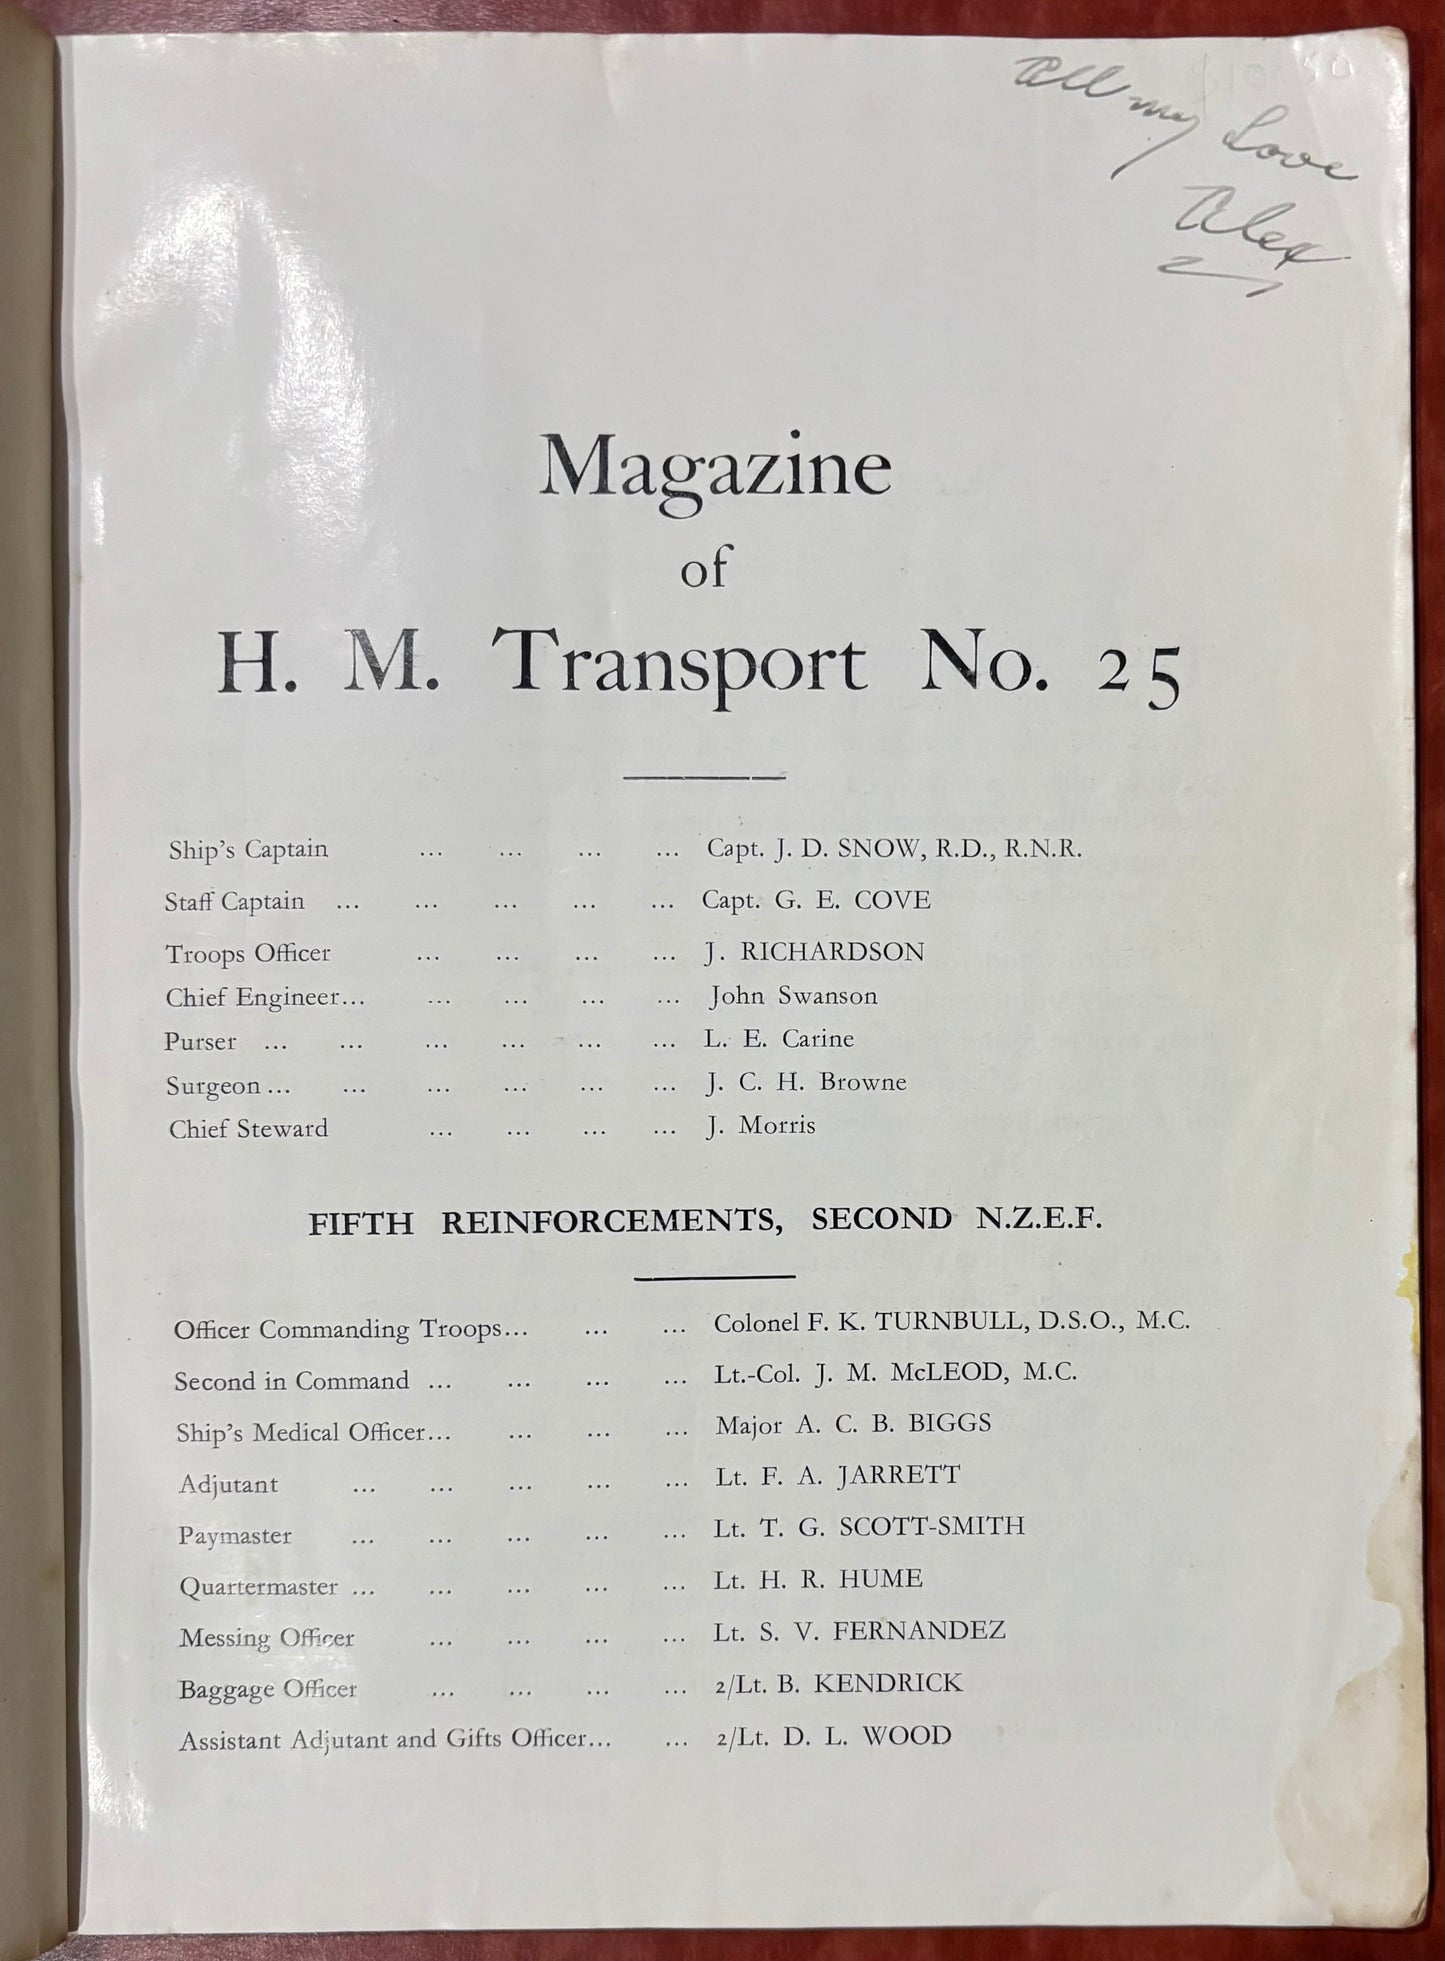 All my Love
Alex
Magazine
of
H. M. Transport No. 25
Ship's Captain ... ... ... ... Capt. J. D. SNOW, R.D., R.N.R.
Staff Captain ... ... ... ... ... Capt. G. E. COVE
Troops Officer ... ... ... ... J. RICHARDSON
Chief Engineer... ... ... ... ... John Swanson
Purser ... ... ... ... ... ... L. E. Carine
Surgeon... ... ... ... ... ... J. C. H. Browne
Chief Steward ... ... ... ... J. Morris
FIFTH REINFORCEMENTS, SECOND N.Z.E.F.
Officer Commanding Troops... ... ... Colonel F. K. TURNBULL, D.S.O., M.C.
Second in Command ... ... ... ... Lt.-Col. J. M. McLEOD, M.C.
Ship's Medical Officer... ... ... ... Major A. C. B. BIGGS
Adjutant ... ... ... ... ... Lt. F. A. JARRETT
Paymaster ... ... ... ... ... Lt. T. G. SCOTT-SMITH
Quartermaster ... ... ... ... ... Lt. H. R. HUME
Messing Officer ... ... ... ... Lt. S. V. FERNANDEZ
Baggage Officer ... ... ... ... 2/Lt. B. KENDRICK
Assistant Adjutant and Gifts Officer... ... 2/Lt. D. L. WOOD